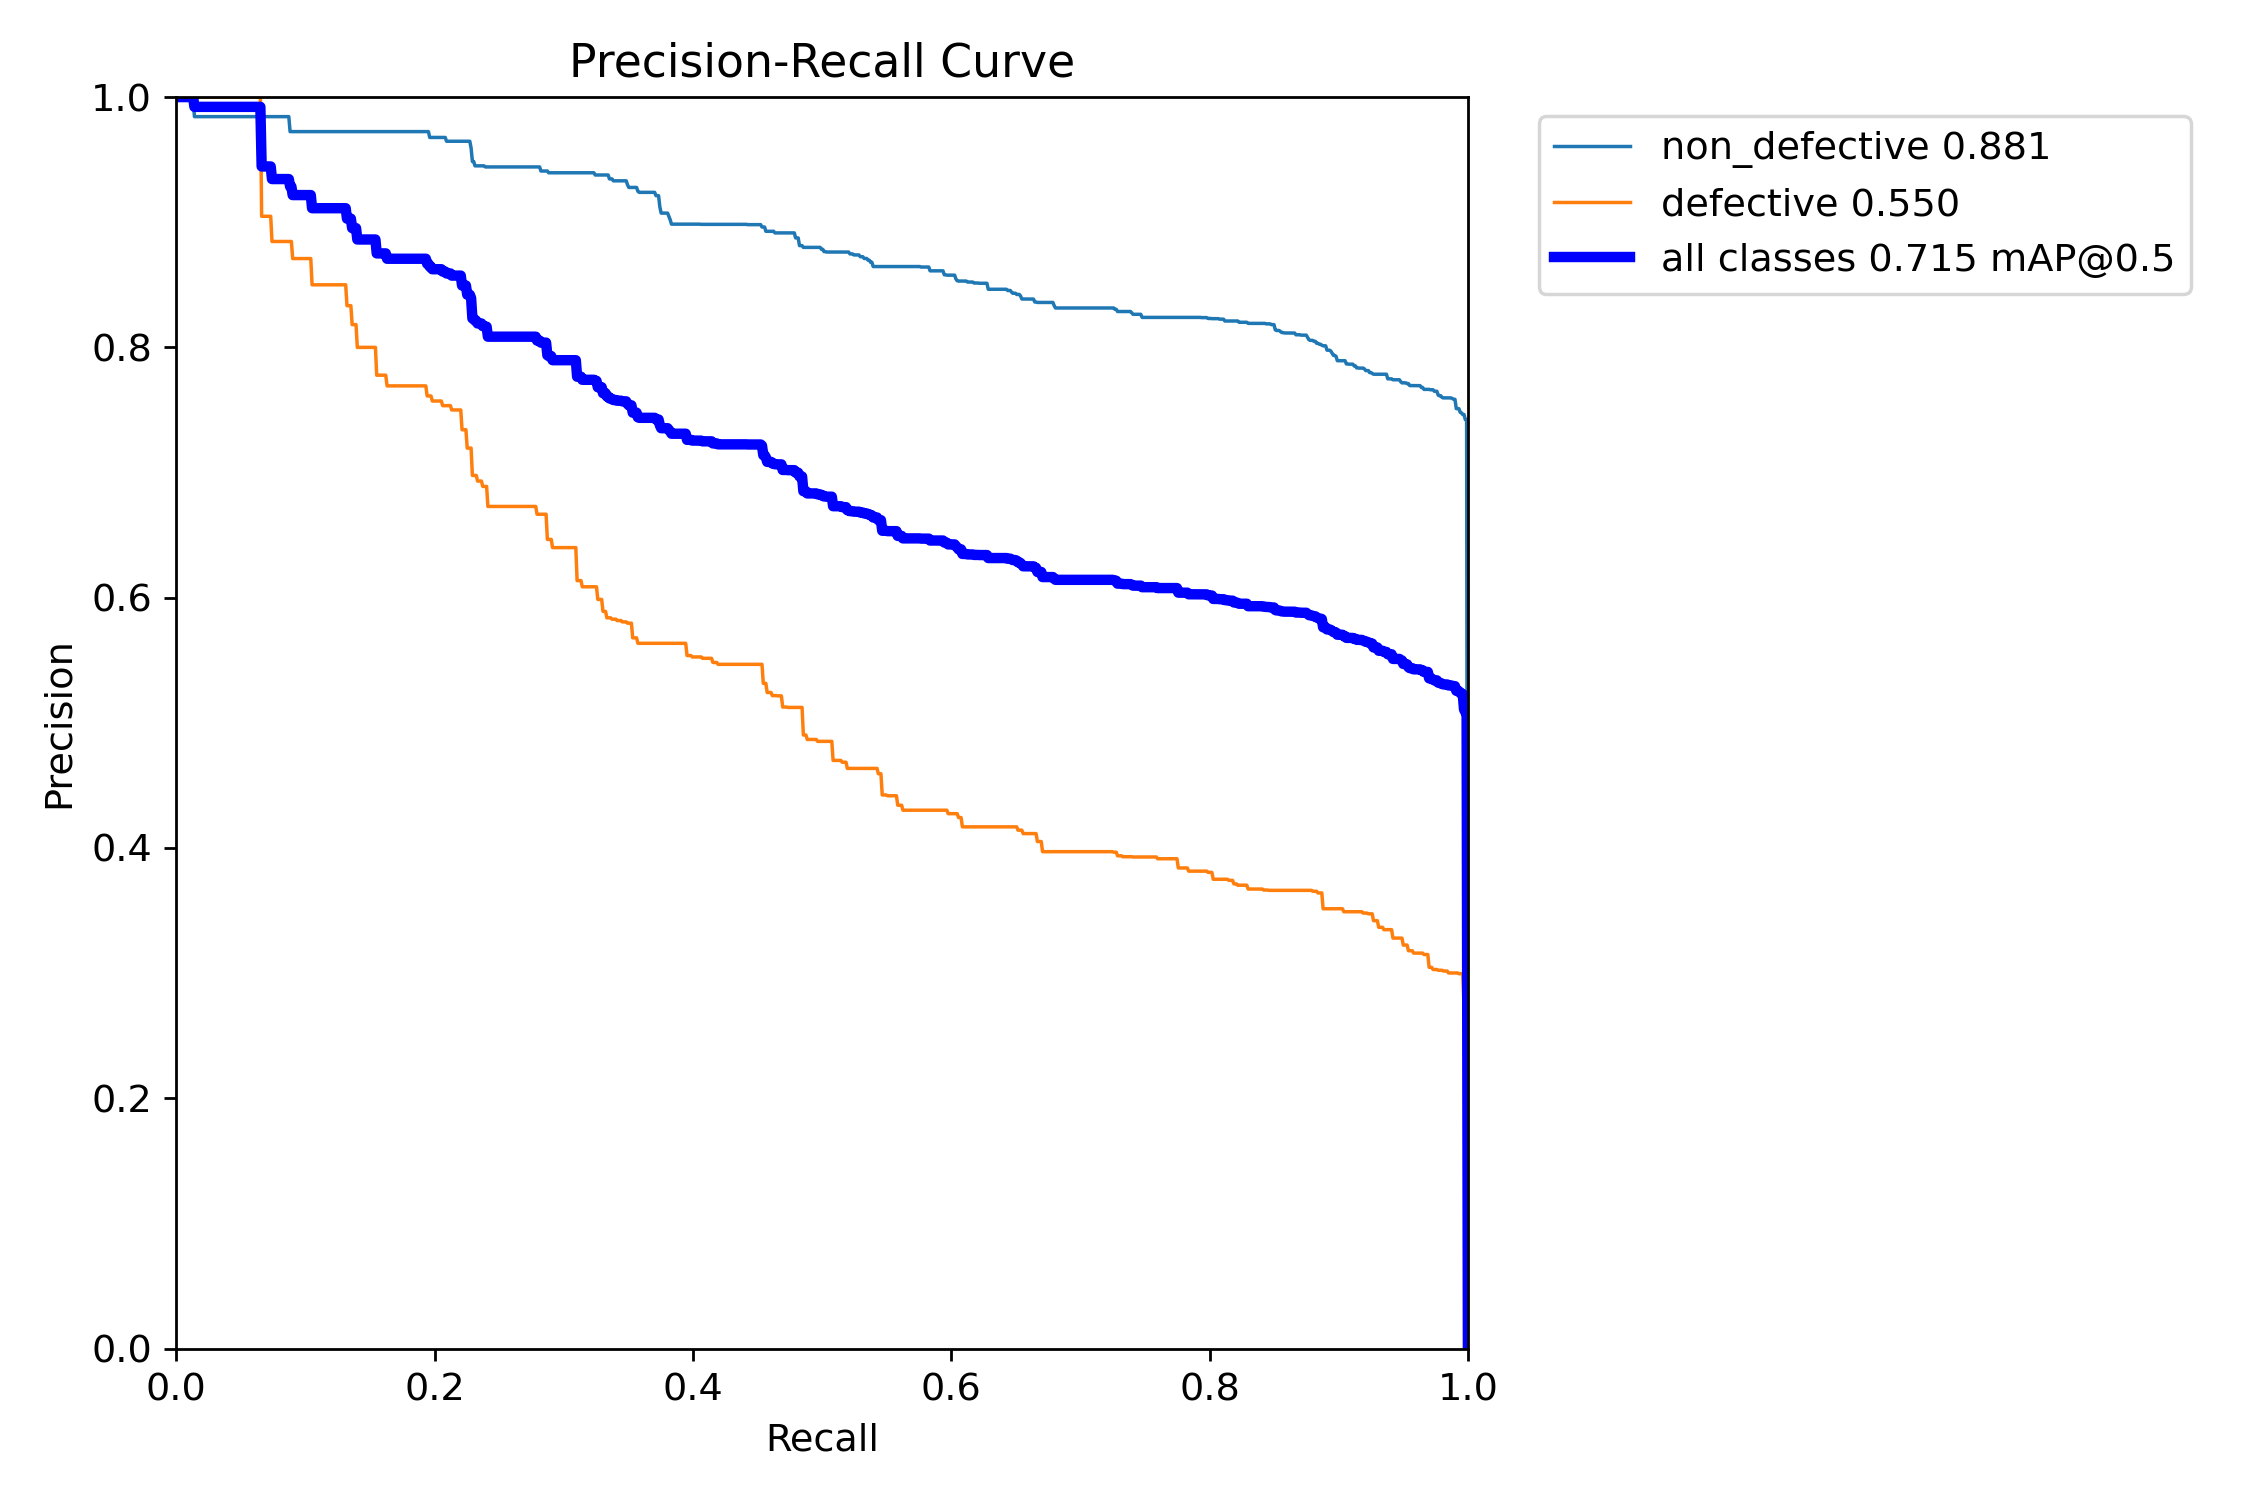 Precision-Recall Curve
non_defective 0.881
defective 0.550
all classes 0.715 mAP@0.5
Precision
1.0
0.8
0.6
0.4
0.2
0.0
0.0 0.2 0.4 0.6 0.8 1.0
Recall